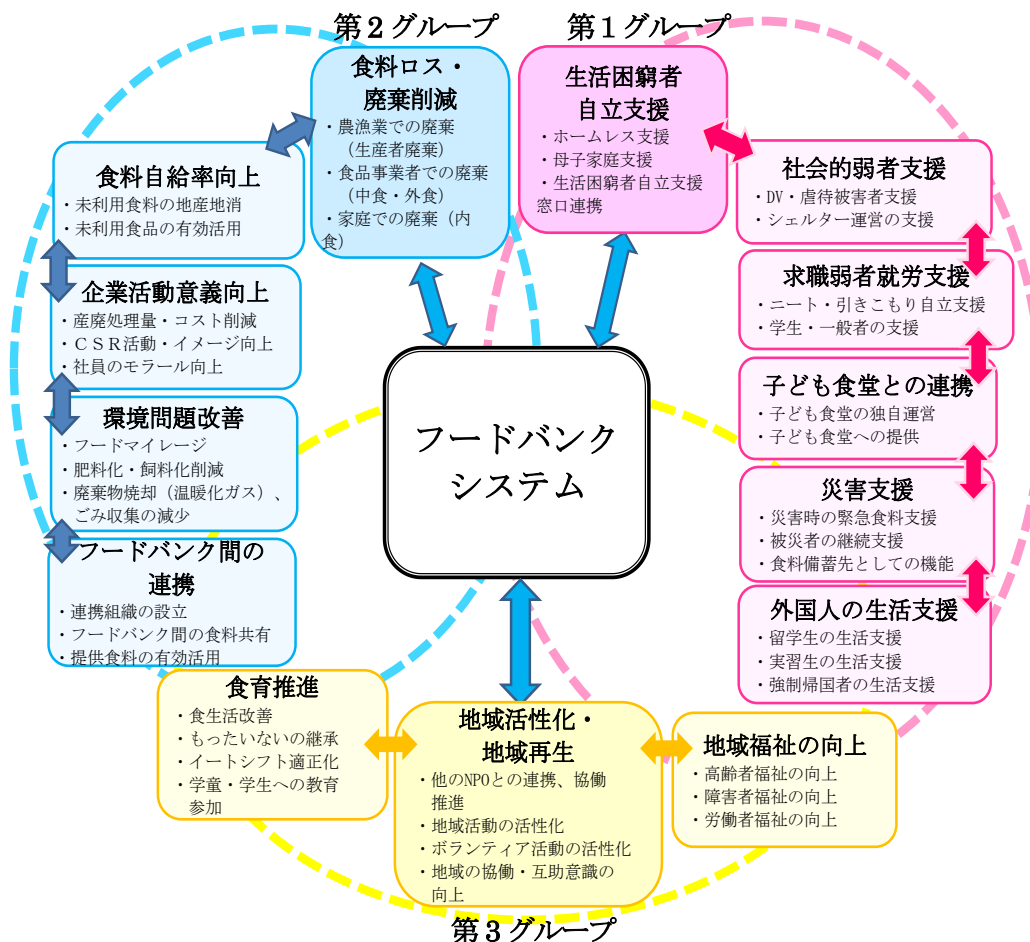 第２グループ
食料ロス・
廃棄削減
・農漁業での廃棄
（生産者廃棄）
・食品事業者での廃棄
（中食・外食）
・家庭での廃棄（内
食）
食料自給率向上
・未利用食料の地産地消
・未利用食品の有効活用
企業活動意義向上
・産廃処理量・コスト削減
・ＣＳＲ活動・イメージ向上
・社員のモラール向上
環境問題改善
・フードマイレージ
・肥料化・飼料化削減
・廃棄物焼却（温暖化ガス）、
ごみ収集の減少
フードバンク間の
連携
・連携組織の設立
・フードバンク間の食料共有
・提供食料の有効活用
第１グループ
生活困窮者
自立支援
・ホームレス支援
・母子家庭支援
・生活困窮者自立支援
窓口連携
社会的弱者支援
・DV・虐待被害者支援
・シェルター運営の支援
求職弱者就労支援
・ニート・引きこもり自立支援
・学生・一般者の支援
子ども食堂との連携
・子ども食堂の独自運営
・子ども食堂への提供
災害支援
・災害時の緊急食料支援
・被災者の継続支援
・食料備蓄先としての機能
外国人の生活支援
・留学生の生活支援
・実習生の生活支援
・強制帰国者の生活支援
フードバンク
システム
食育推進
・食生活改善
・もったいないの継承
・イートシフト適正化
・学童・学生への教育
参加
地域活性化・
地域再生
・他のNPOとの連携、協働
推進
・地域活動の活性化
・ボランティア活動の活性化
・地域の協働・互助意識の
向上
地域福祉の向上
・高齢者福祉の向上
・障害者福祉の向上
・労働者福祉の向上
第３グループ